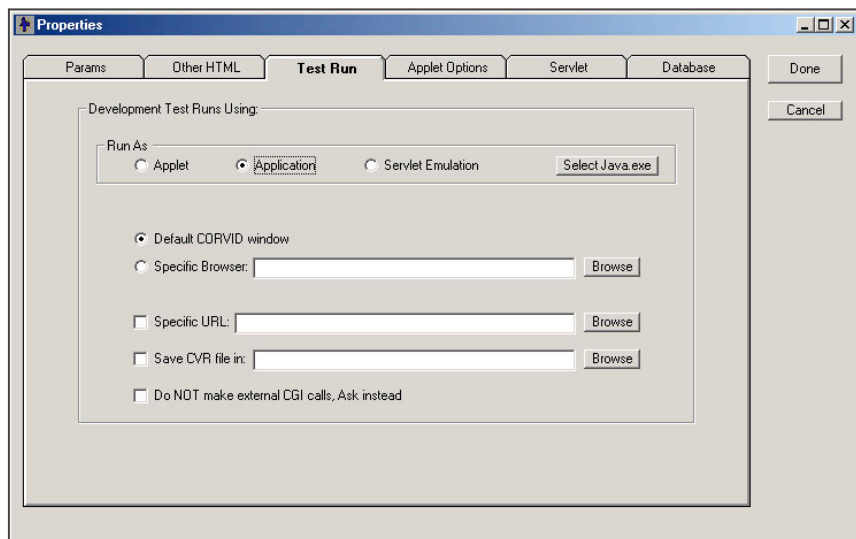 Properties
Params Other HTML Test Run Applet Options Servlet Database
Done
Cancel
Development Test Runs Using:
Run As
Applet Application Servlet Emulation Select Java.exe
Default CORVID window
Specific Browser: Browse
Specific URL: Browse
Save CVR file in: Browse
Do NOT make external CGI calls, Ask instead